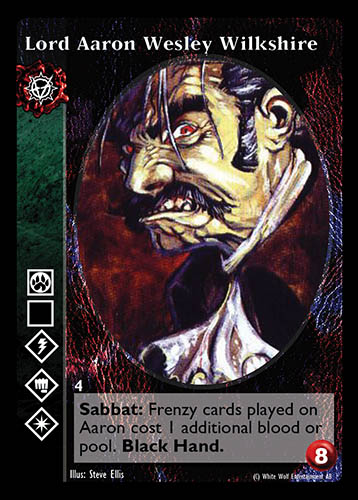 Lord Aaron Wesley Wilkshire
4
Sabbat: Frenzy cards played on
Aaron cost 1 additional blood or
pool. Black Hand.
8
Illus: Steve Ellis
(C) White Wolf Entertainment AB